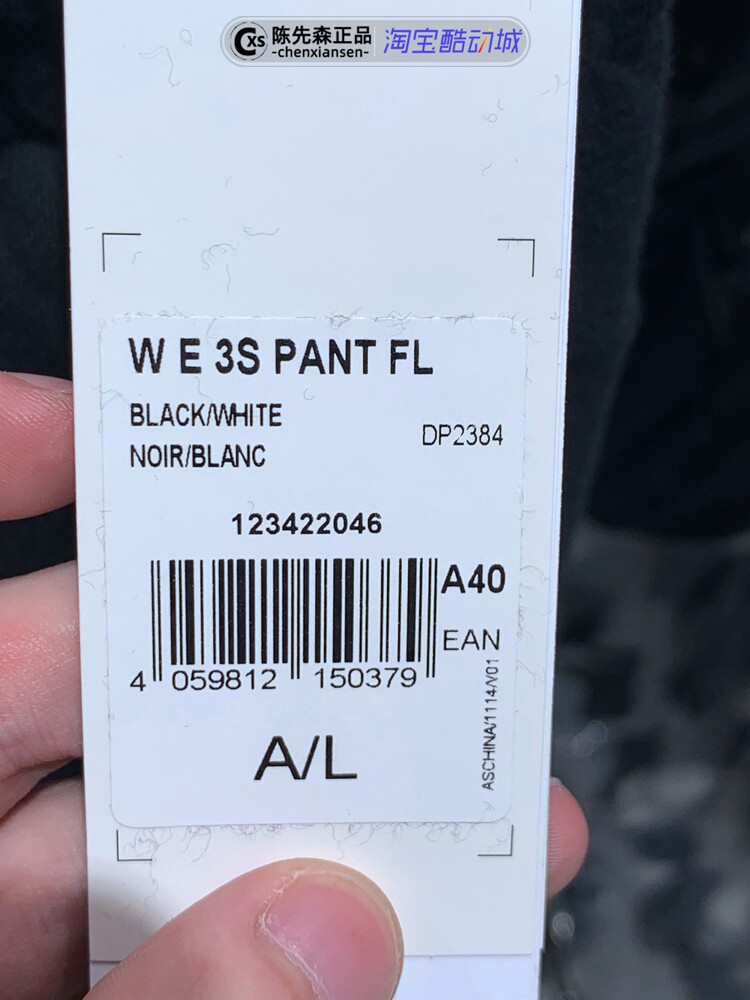 CXS 陈先森正品 淘宝酷动城
-chenxiansen-
W E 3S PANT FL
BLACK/WHITE
NOIR/BLANC
DP2384
123422046
A40
EAN
4 059812 150379
A/L
ASCHINA/1114/V01